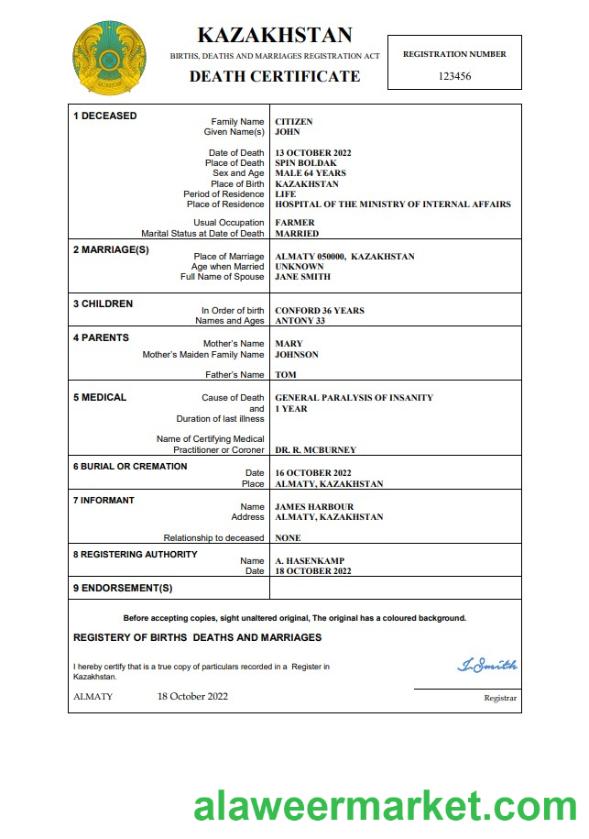 KAZAKHSTAN
BIRTHS, DEATHS AND MARRIAGES REGISTRATION ACT
DEATH CERTIFICATE
REGISTRATION NUMBER
123456
1 DECEASED
Family Name CITIZEN
Given Name(s) JOHN
Date of Death 13 OCTOBER 2022
Place of Death SPIN BOLDAK
Sex and Age MALE 64 YEARS
Place of Birth KAZAKHSTAN
Period of Residence LIFE
Place of Residence HOSPITAL OF THE MINISTRY OF INTERNAL AFFAIRS
Usual Occupation FARMER
Marital Status at Date of Death MARRIED
2 MARRIAGE(S)
Place of Marriage ALMATY 050000, KAZAKHSTAN
Age when Married UNKNOWN
Full Name of Spouse JANE SMITH
3 CHILDREN
In Order of birth CONFORD 36 YEARS
Names and Ages ANTONY 33
4 PARENTS
Mother's Name MARY
Mother's Maiden Family Name JOHNSON
Father's Name TOM
5 MEDICAL
Cause of Death GENERAL PARALYSIS OF INSANITY
and 1 YEAR
Duration of last illness
Name of Certifying Medical
Practitioner or Coroner DR. R. MCBURNEY
6 BURIAL OR CREMATION
Date 16 OCTOBER 2022
Place ALMATY, KAZAKHSTAN
7 INFORMANT
Name JAMES HARBOUR
Address ALMATY, KAZAKHSTAN
Relationship to deceased NONE
8 REGISTERING AUTHORITY
Name A. HASENKAMP
Date 18 OCTOBER 2022
9 ENDORSEMENT(S)
Before accepting copies, sight unaltered original, The original has a coloured background.
REGISTERY OF BIRTHS DEATHS AND MARRIAGES
I hereby certify that is a true copy of particulars recorded in a Register in
Kazakhstan.
J. Smith
ALMATY 18 October 2022
Registrar
alaweermarket.com